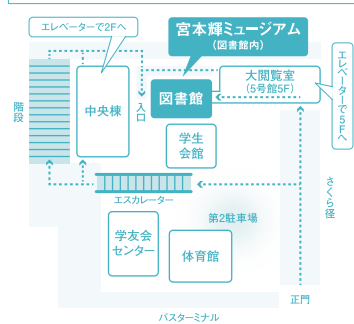 エレベーターで2Fへ
宮本輝ミュージアム
(図書館内)
エレベーターで5Fへ
大閲覧室
(5号館5F)
図書館
中央棟
入口
階段
学生
会館
エスカレーター
さくら径
第2駐車場
学友会
センター
体育館
正門
バスターミナル